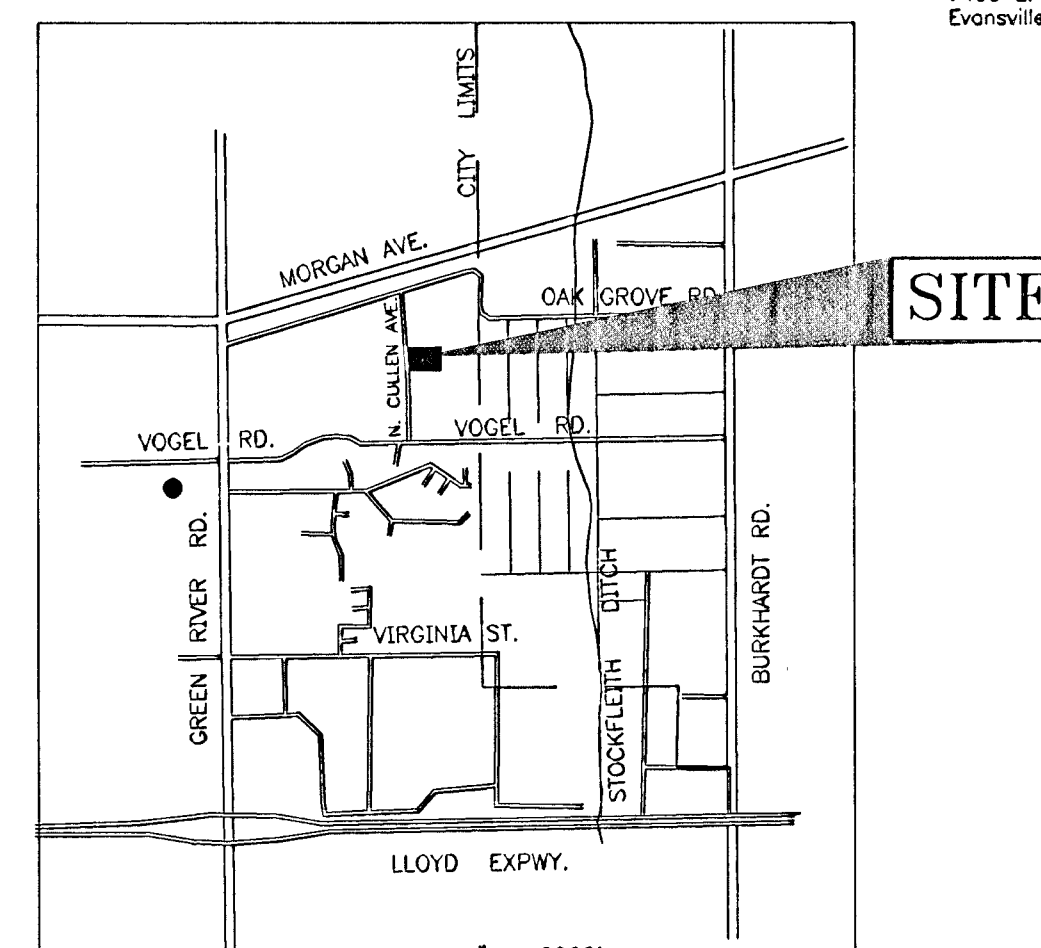 Evansville
CITY LIMITS
MORGAN AVE.
OAK GROVE RD.
SITE
N. CULLEN AVE.
VOGEL RD.
VOGEL RD.
GREEN RIVER RD.
BURKHARDT RD.
STOCKFLEITH DITCH
VIRGINIA ST.
LLOYD EXPWY.